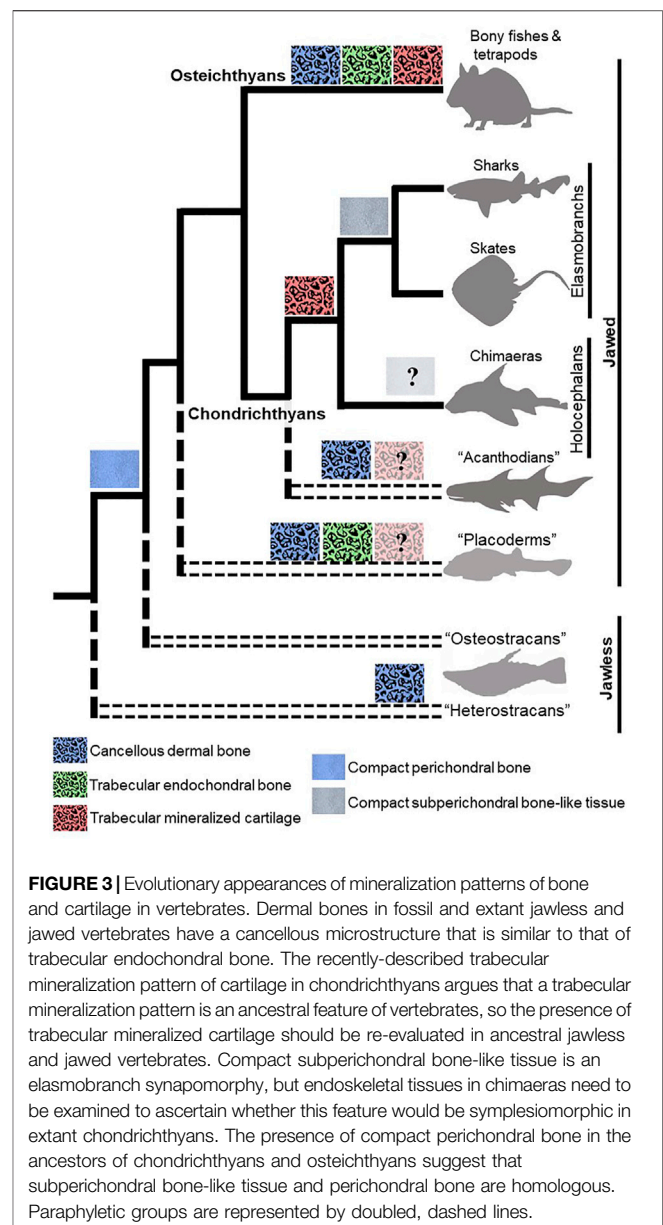 Bony fishes &
tetrapods
Osteichthyans
Sharks
Skates
Elasmobranchs
Chimaeras
?
Holocephalans
Jawed
Chondrichthyans
"Acanthodians"
?
"Placoderms"
?
"Osteostracans"
Jawless
"Heterostracans"
Cancellous dermal bone
Trabecular endochondral bone
Trabecular mineralized cartilage
Compact perichondral bone
Compact subperichondral bone-like tissue
FIGURE 3 | Evolutionary appearances of mineralization patterns of bone
and cartilage in vertebrates. Dermal bones in fossil and extant jawless and
jawed vertebrates have a cancellous microstructure that is similar to that of
trabecular endochondral bone. The recently-described trabecular
mineralization pattern of cartilage in chondrichthyans argues that a trabecular
mineralization pattern is an ancestral feature of vertebrates, so the presence of
trabecular mineralized cartilage should be re-evaluated in ancestral jawless
and jawed vertebrates. Compact subperichondral bone-like tissue is an
elasmobranch synapomorphy, but endoskeletal tissues in chimaeras need to
be examined to ascertain whether this feature would be symplesiomorphic in
extant chondrichthyans. The presence of compact perichondral bone in the
ancestors of chondrichthyans and osteichthyans suggest that
subperichondral bone-like tissue and perichondral bone are homologous.
Paraphyletic groups are represented by doubled, dashed lines.